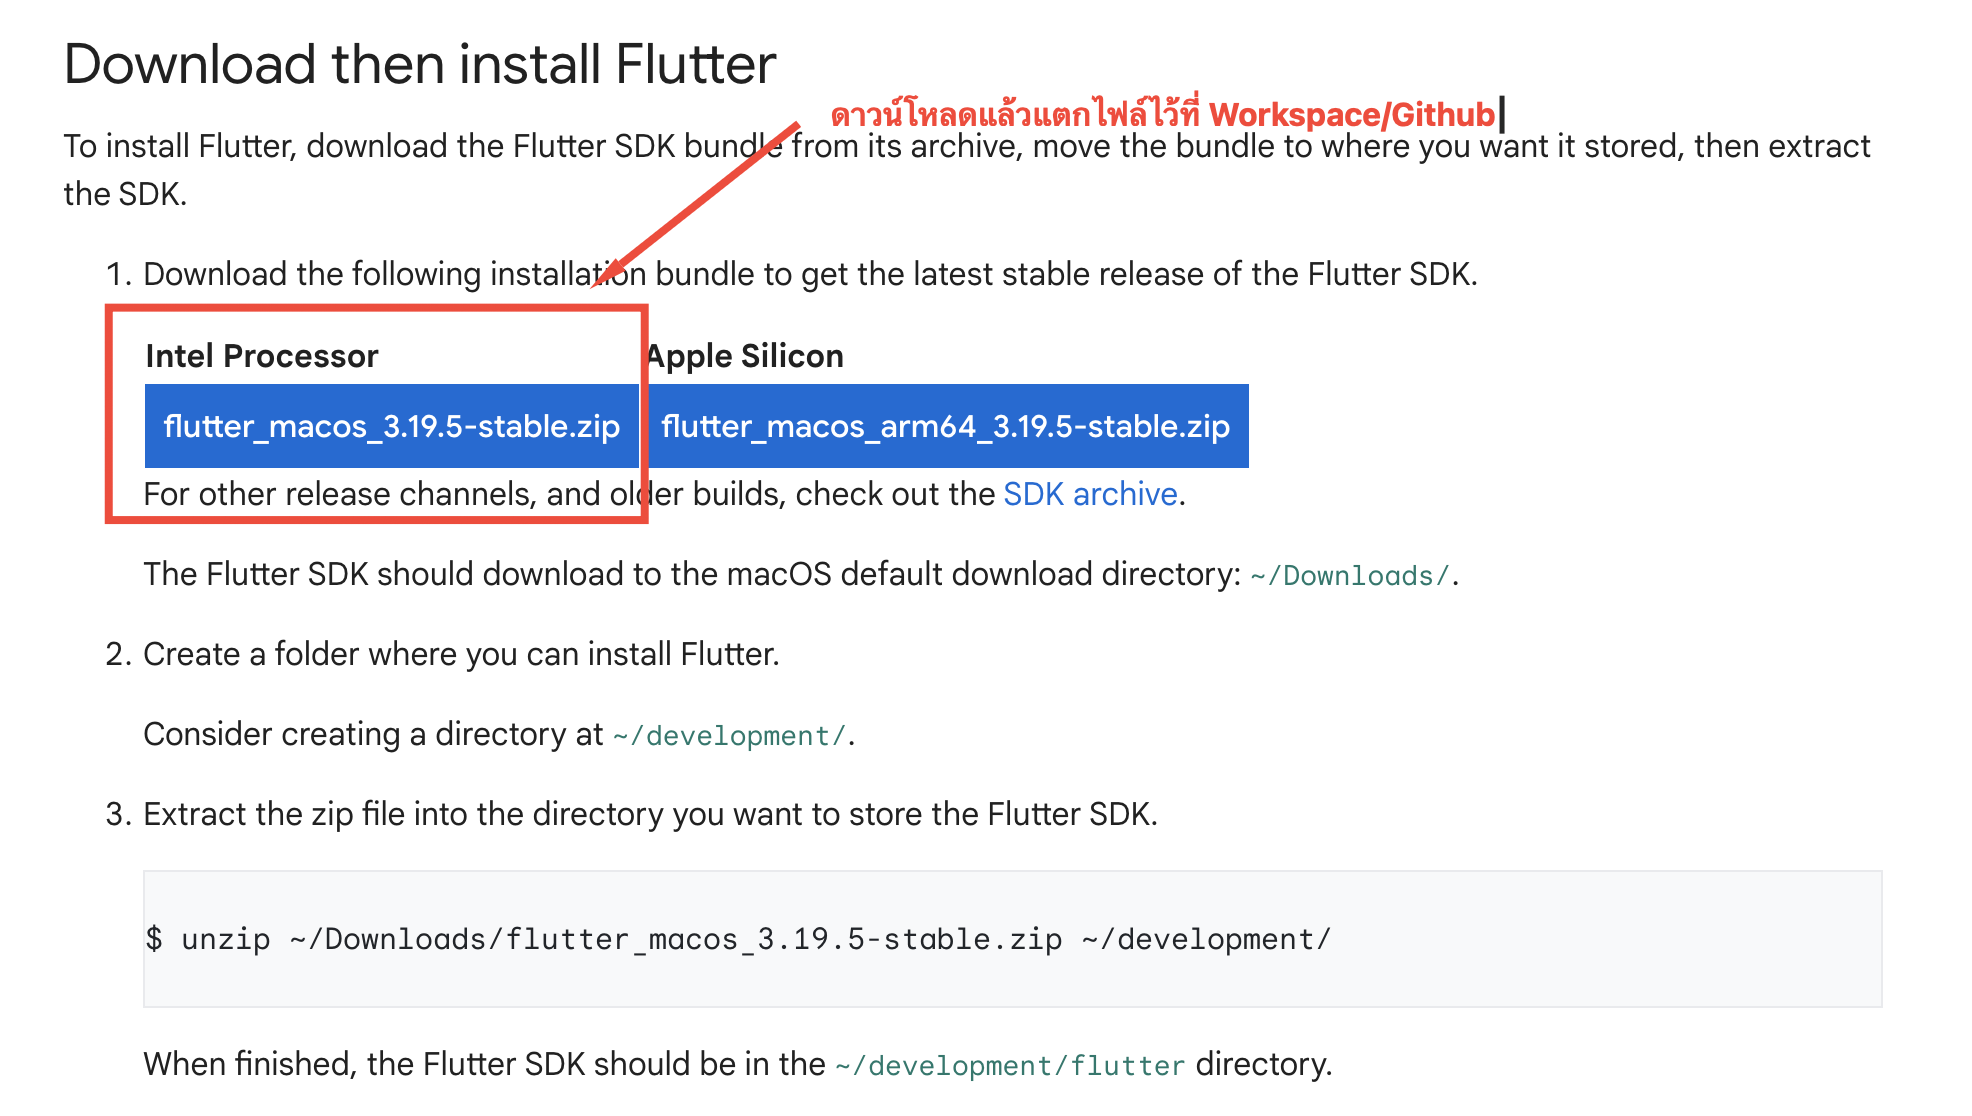 Download then install Flutter
ดาวน์โหลดแล้วแตกไฟล์ไว้ที่ Workspace/Github
To install Flutter, download the Flutter SDK bundle from its archive, move the bundle to where you want it stored, then extract
the SDK.
1. Download the following installation bundle to get the latest stable release of the Flutter SDK.
Intel Processor Apple Silicon
flutter_macos_3.19.5-stable.zip flutter_macos_arm64_3.19.5-stable.zip
For other release channels, and older builds, check out the SDK archive.
The Flutter SDK should download to the macOS default download directory: ~/Downloads/.
2. Create a folder where you can install Flutter.
Consider creating a directory at ~/development/.
3. Extract the zip file into the directory you want to store the Flutter SDK.
$ unzip ~/Downloads/flutter_macos_3.19.5-stable.zip ~/development/
When finished, the Flutter SDK should be in the ~/development/flutter directory.